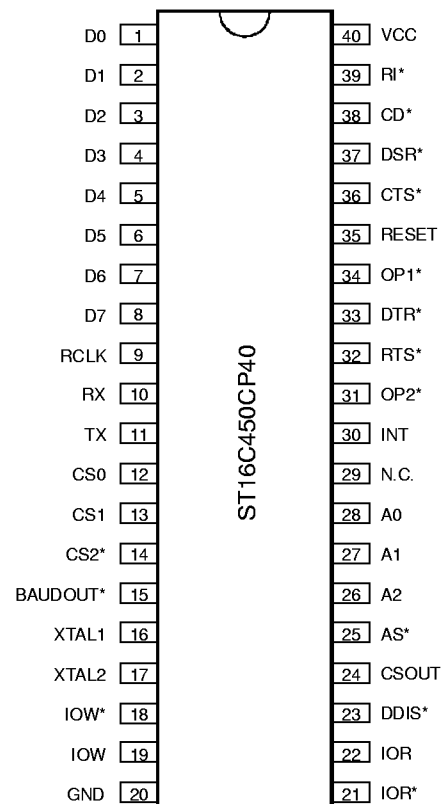 D0 1 40 VCC
D1 2 39 RI*
D2 3 38 CD*
D3 4 37 DSR*
D4 5 36 CTS*
D5 6 35 RESET
D6 7 34 OP1*
D7 8 33 DTR*
RCLK 9 32 RTS*
RX 10 31 OP2*
TX 11 30 INT
CS0 12 29 N.C.
CS1 13 28 A0
CS2* 14 27 A1
BAUDOUT* 15 26 A2
XTAL1 16 25 AS*
XTAL2 17 24 CSOUT
IOW* 18 23 DDIS*
IOW 19 22 IOR
GND 20 21 IOR*
ST16C450CP40